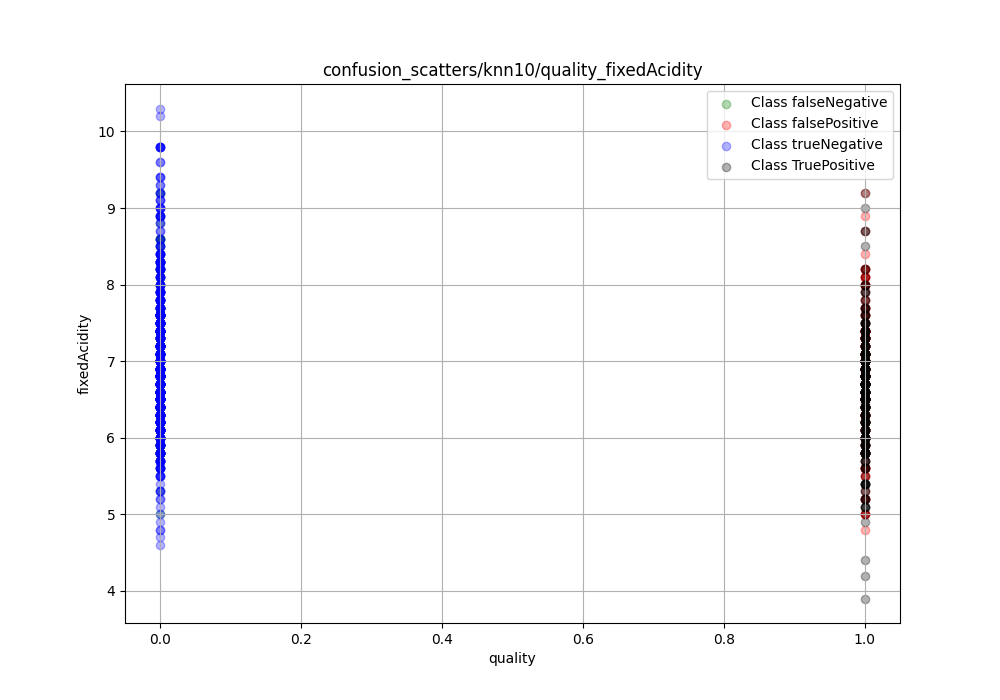 confusion_scatters/knn10/quality_fixedAcidity
Class falseNegative
Class falsePositive
Class trueNegative
Class TruePositive
10
9
8
7
6
5
4
fixedAcidity
0.0 0.2 0.4 0.6 0.8 1.0
quality